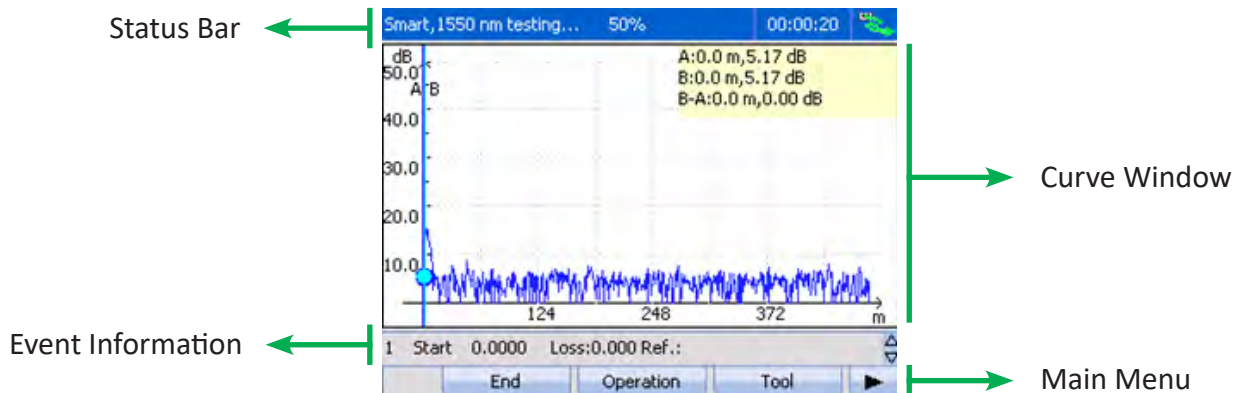 Status Bar
Smart,1550 nm testing... 50% 00:00:20
dB
50.0
A B
A:0.0 m,5.17 dB
B:0.0 m,5.17 dB
B-A:0.0 m,0.00 dB
40.0
30.0
20.0
10.0
124 248 372 m
Curve Window
Event Information
1 Start 0.0000 Loss:0.000 Ref.:
End Operation Tool
Main Menu